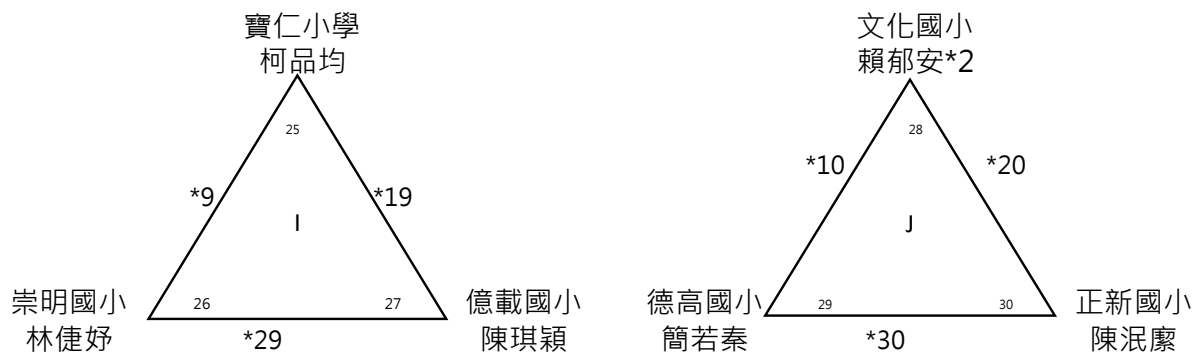 寶仁小學
柯品均
25
*9
*19
I
崇明國小
林倢妤
26
27
億載國小
陳琪穎
*29
文化國小
賴郁安*2
28
*10
*20
J
德高國小
簡若秦
29
30
正新國小
陳泯縻
*30